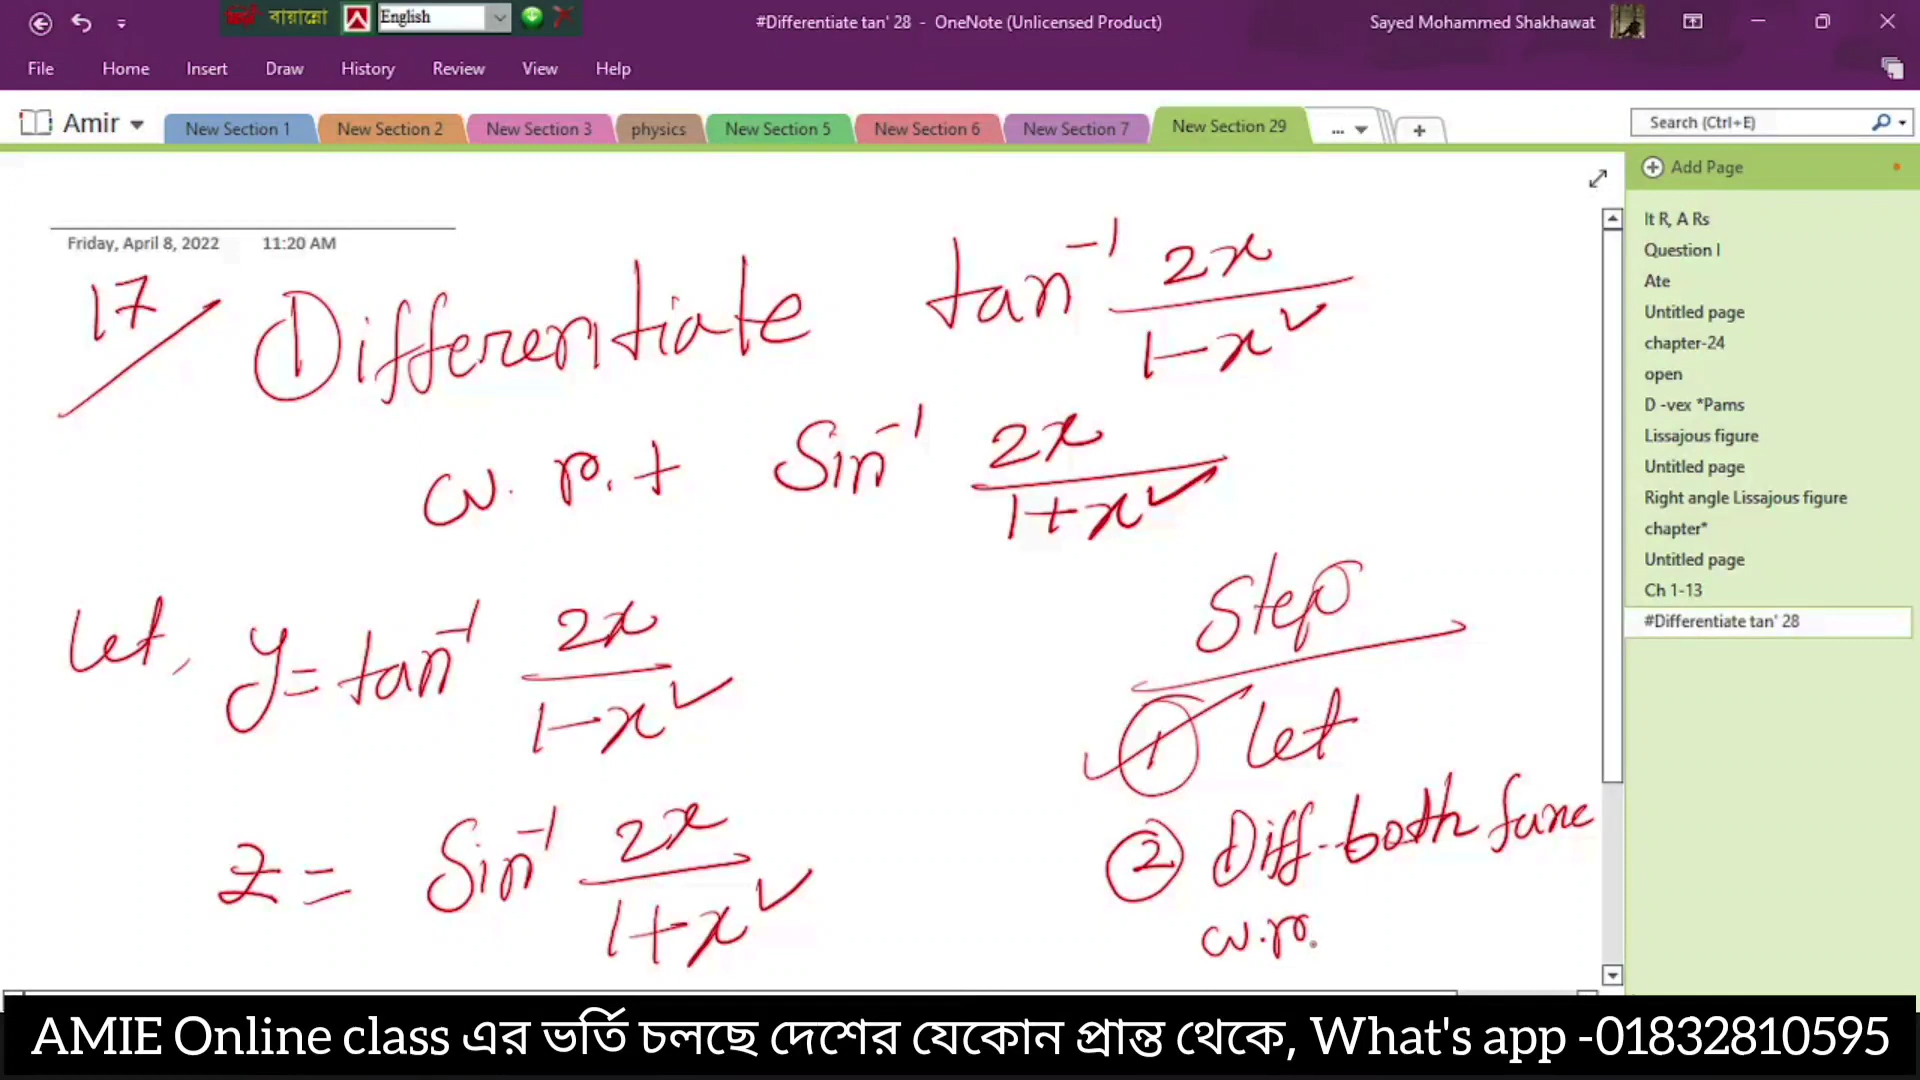 বায়ান্নো English #Differentiate tan' 28 - OneNote (Unlicensed Product) Sayed Mohammed Shakhawat
File Home Insert Draw History Review View Help
Amir New Section 1 New Section 2 New Section 3 physics New Section 5 New Section 6 New Section 7 New Section 29 ... + Search (Ctrl+E)
Add Page
It R, A Rs
Question I
Ate
Untitled page
chapter-24
open
D -vex *Pams
Lissajous figure
Untitled page
Right angle Lissajous figure
chapter*
Untitled page
Ch 1-13
#Differentiate tan' 28
Friday, April 8, 2022 11:20 AM
17 ① Differentiate tan⁻¹ 2x/1-x²
w.r.t Sin⁻¹ 2x/1+x²
Let, y = tan⁻¹ 2x/1-x²
z = Sin⁻¹ 2x/1+x²
Step
① Let
② Diff. both func
w.r.
AMIE Online class এর ভর্তি চলছে দেশের যেকোন প্রান্ত থেকে, What's app -01832810595